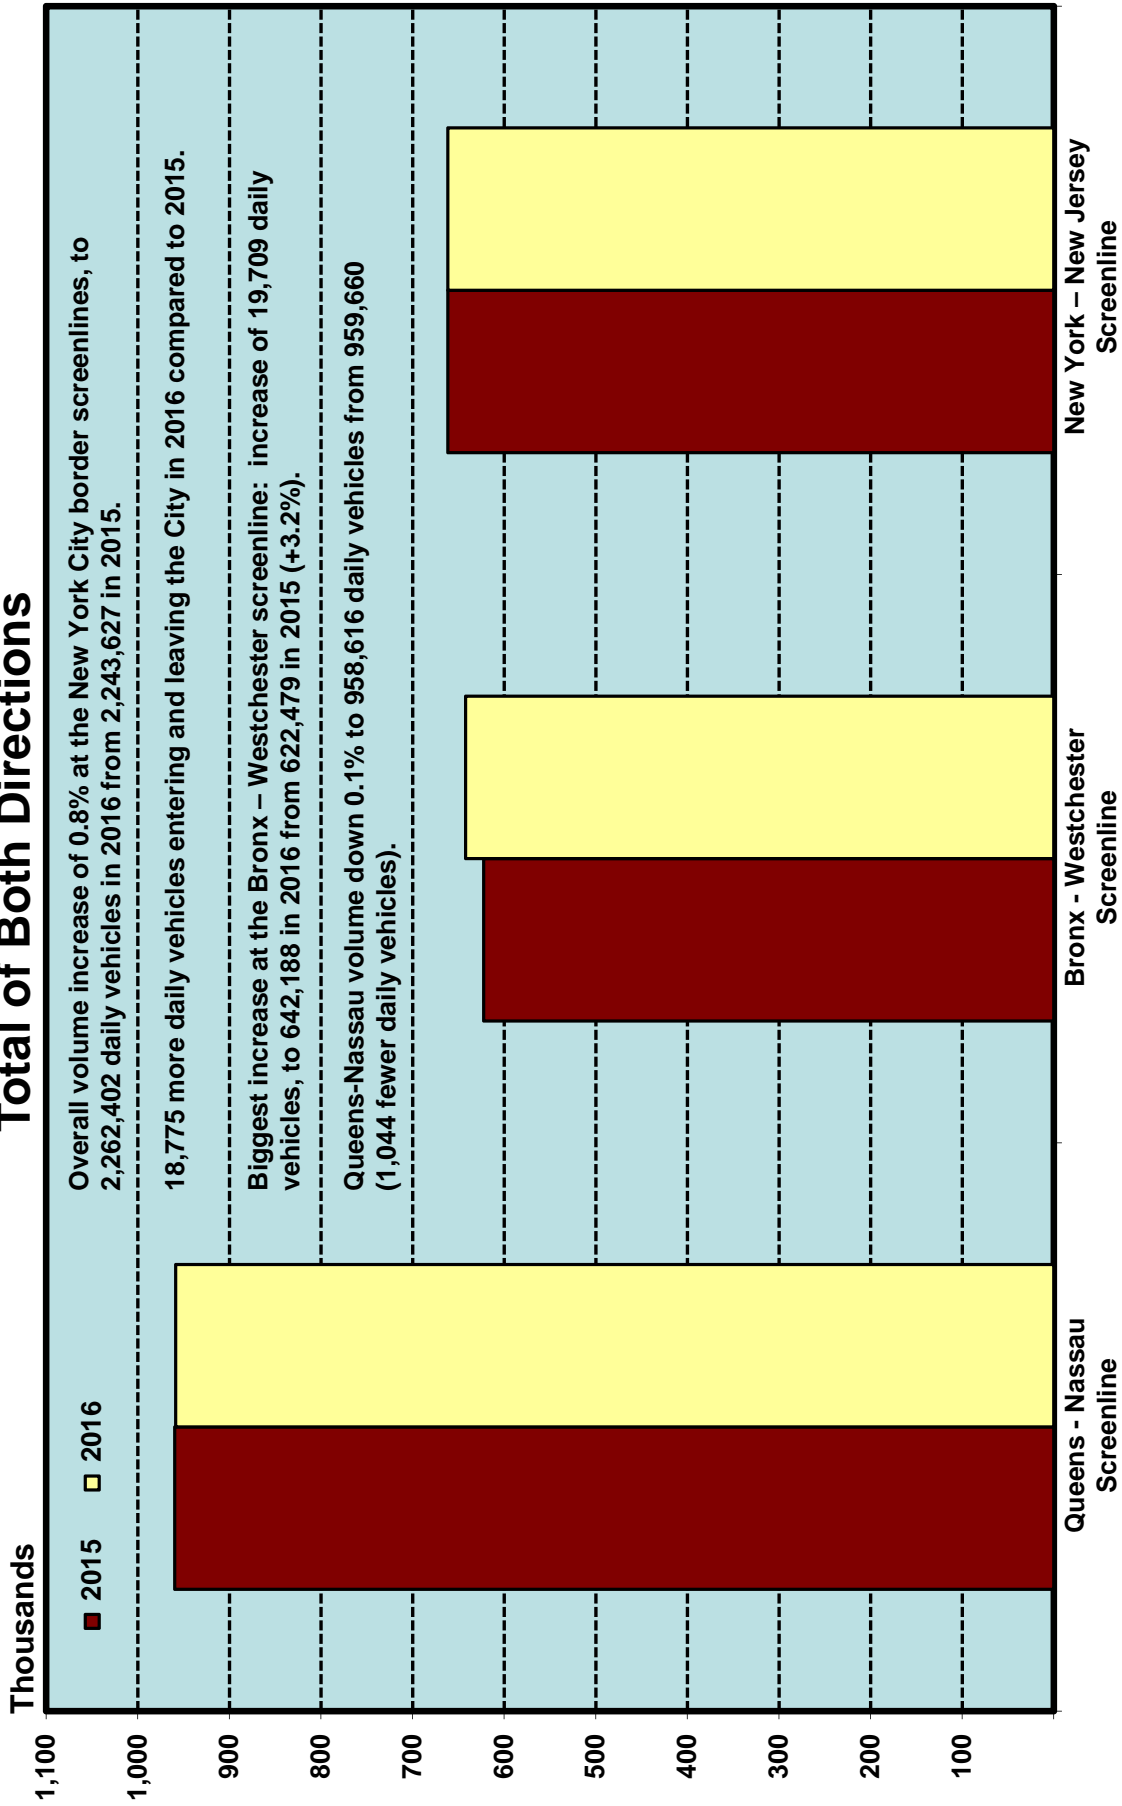 Total of Both Directions
Thousands
2015
2016
Overall volume increase of 0.8% at the New York City border screenlines, to
2,262,402 daily vehicles in 2016 from 2,243,627 in 2015.
18,775 more daily vehicles entering and leaving the City in 2016 compared to 2015.
Biggest increase at the Bronx – Westchester screenline: increase of 19,709 daily
vehicles, to 642,188 in 2016 from 622,479 in 2015 (+3.2%).
Queens-Nassau volume down 0.1% to 958,616 daily vehicles from 959,660
(1,044 fewer daily vehicles).
1,100
1,000
900
800
700
600
500
400
300
200
100
Queens - Nassau
Screenline
Bronx - Westchester
Screenline
New York – New Jersey
Screenline